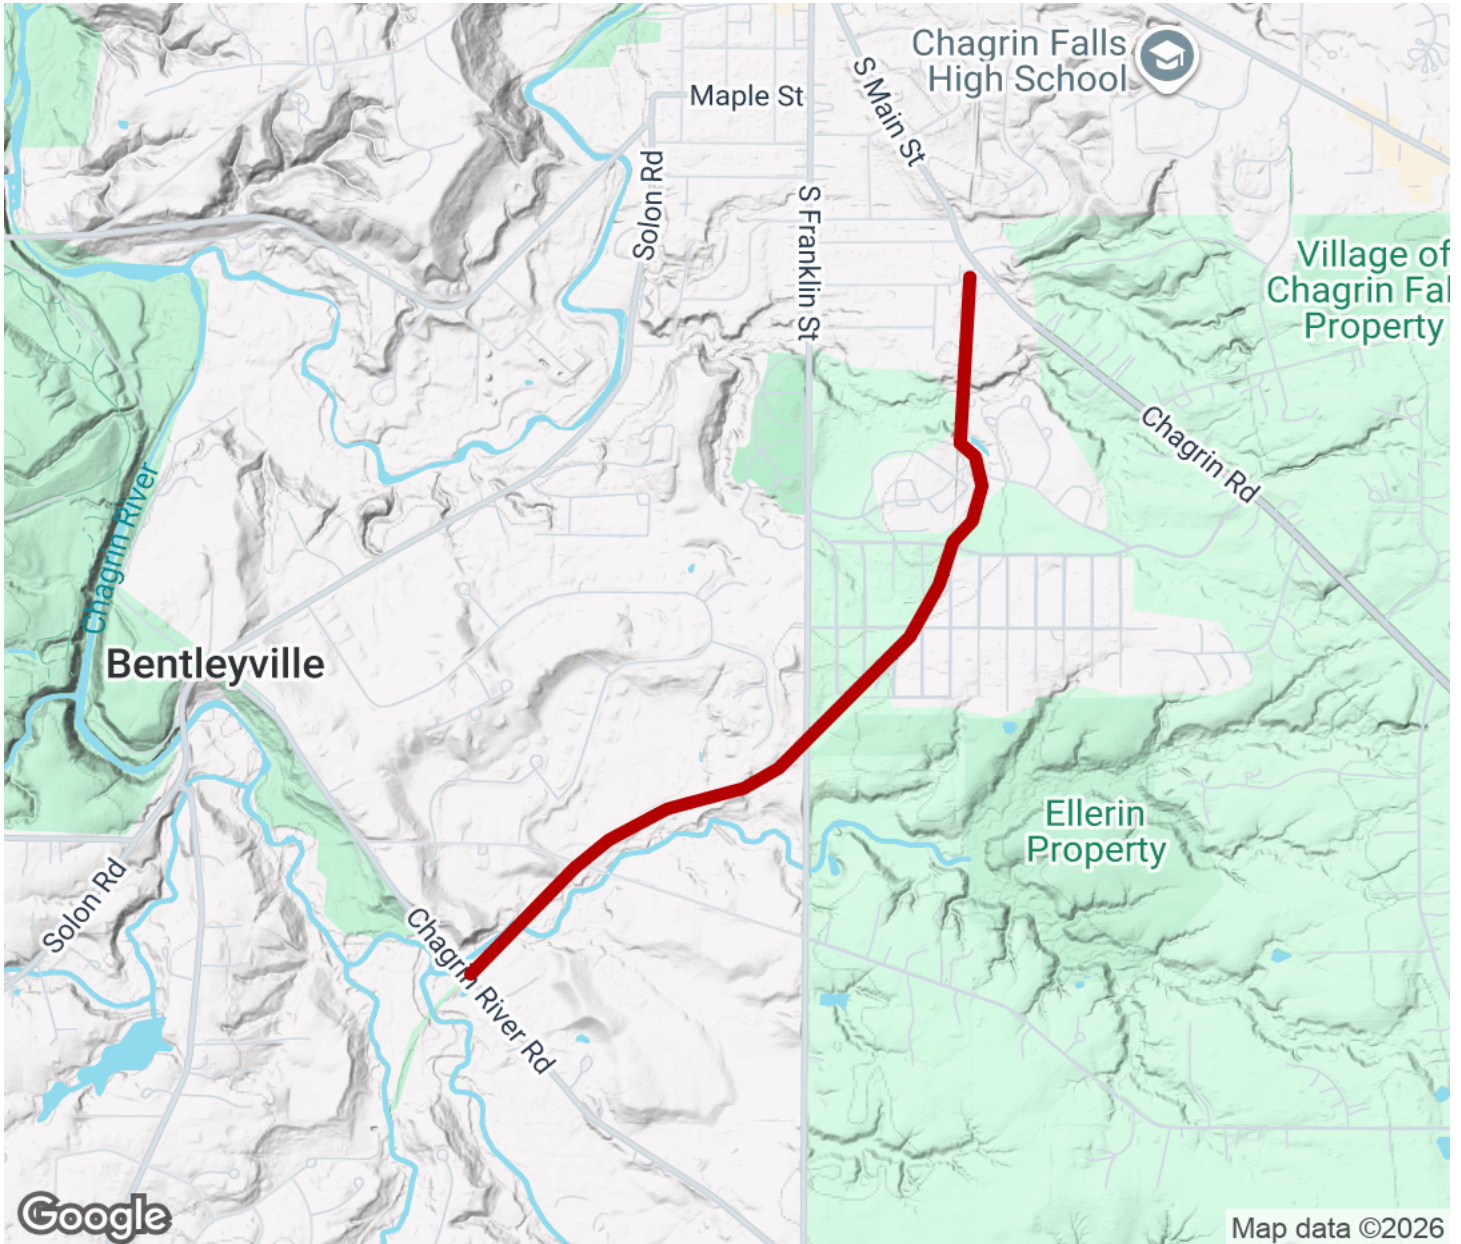 Chagrin Falls
High School
Maple St
S Main St
Solon Rd
S Franklin St
Village of
Chagrin Fal
Property
Chagrin Rd
Chagrin River
Bentleyville
Ellerin
Property
Solon Rd
Chagrin River Rd
Google
Map data ©2026